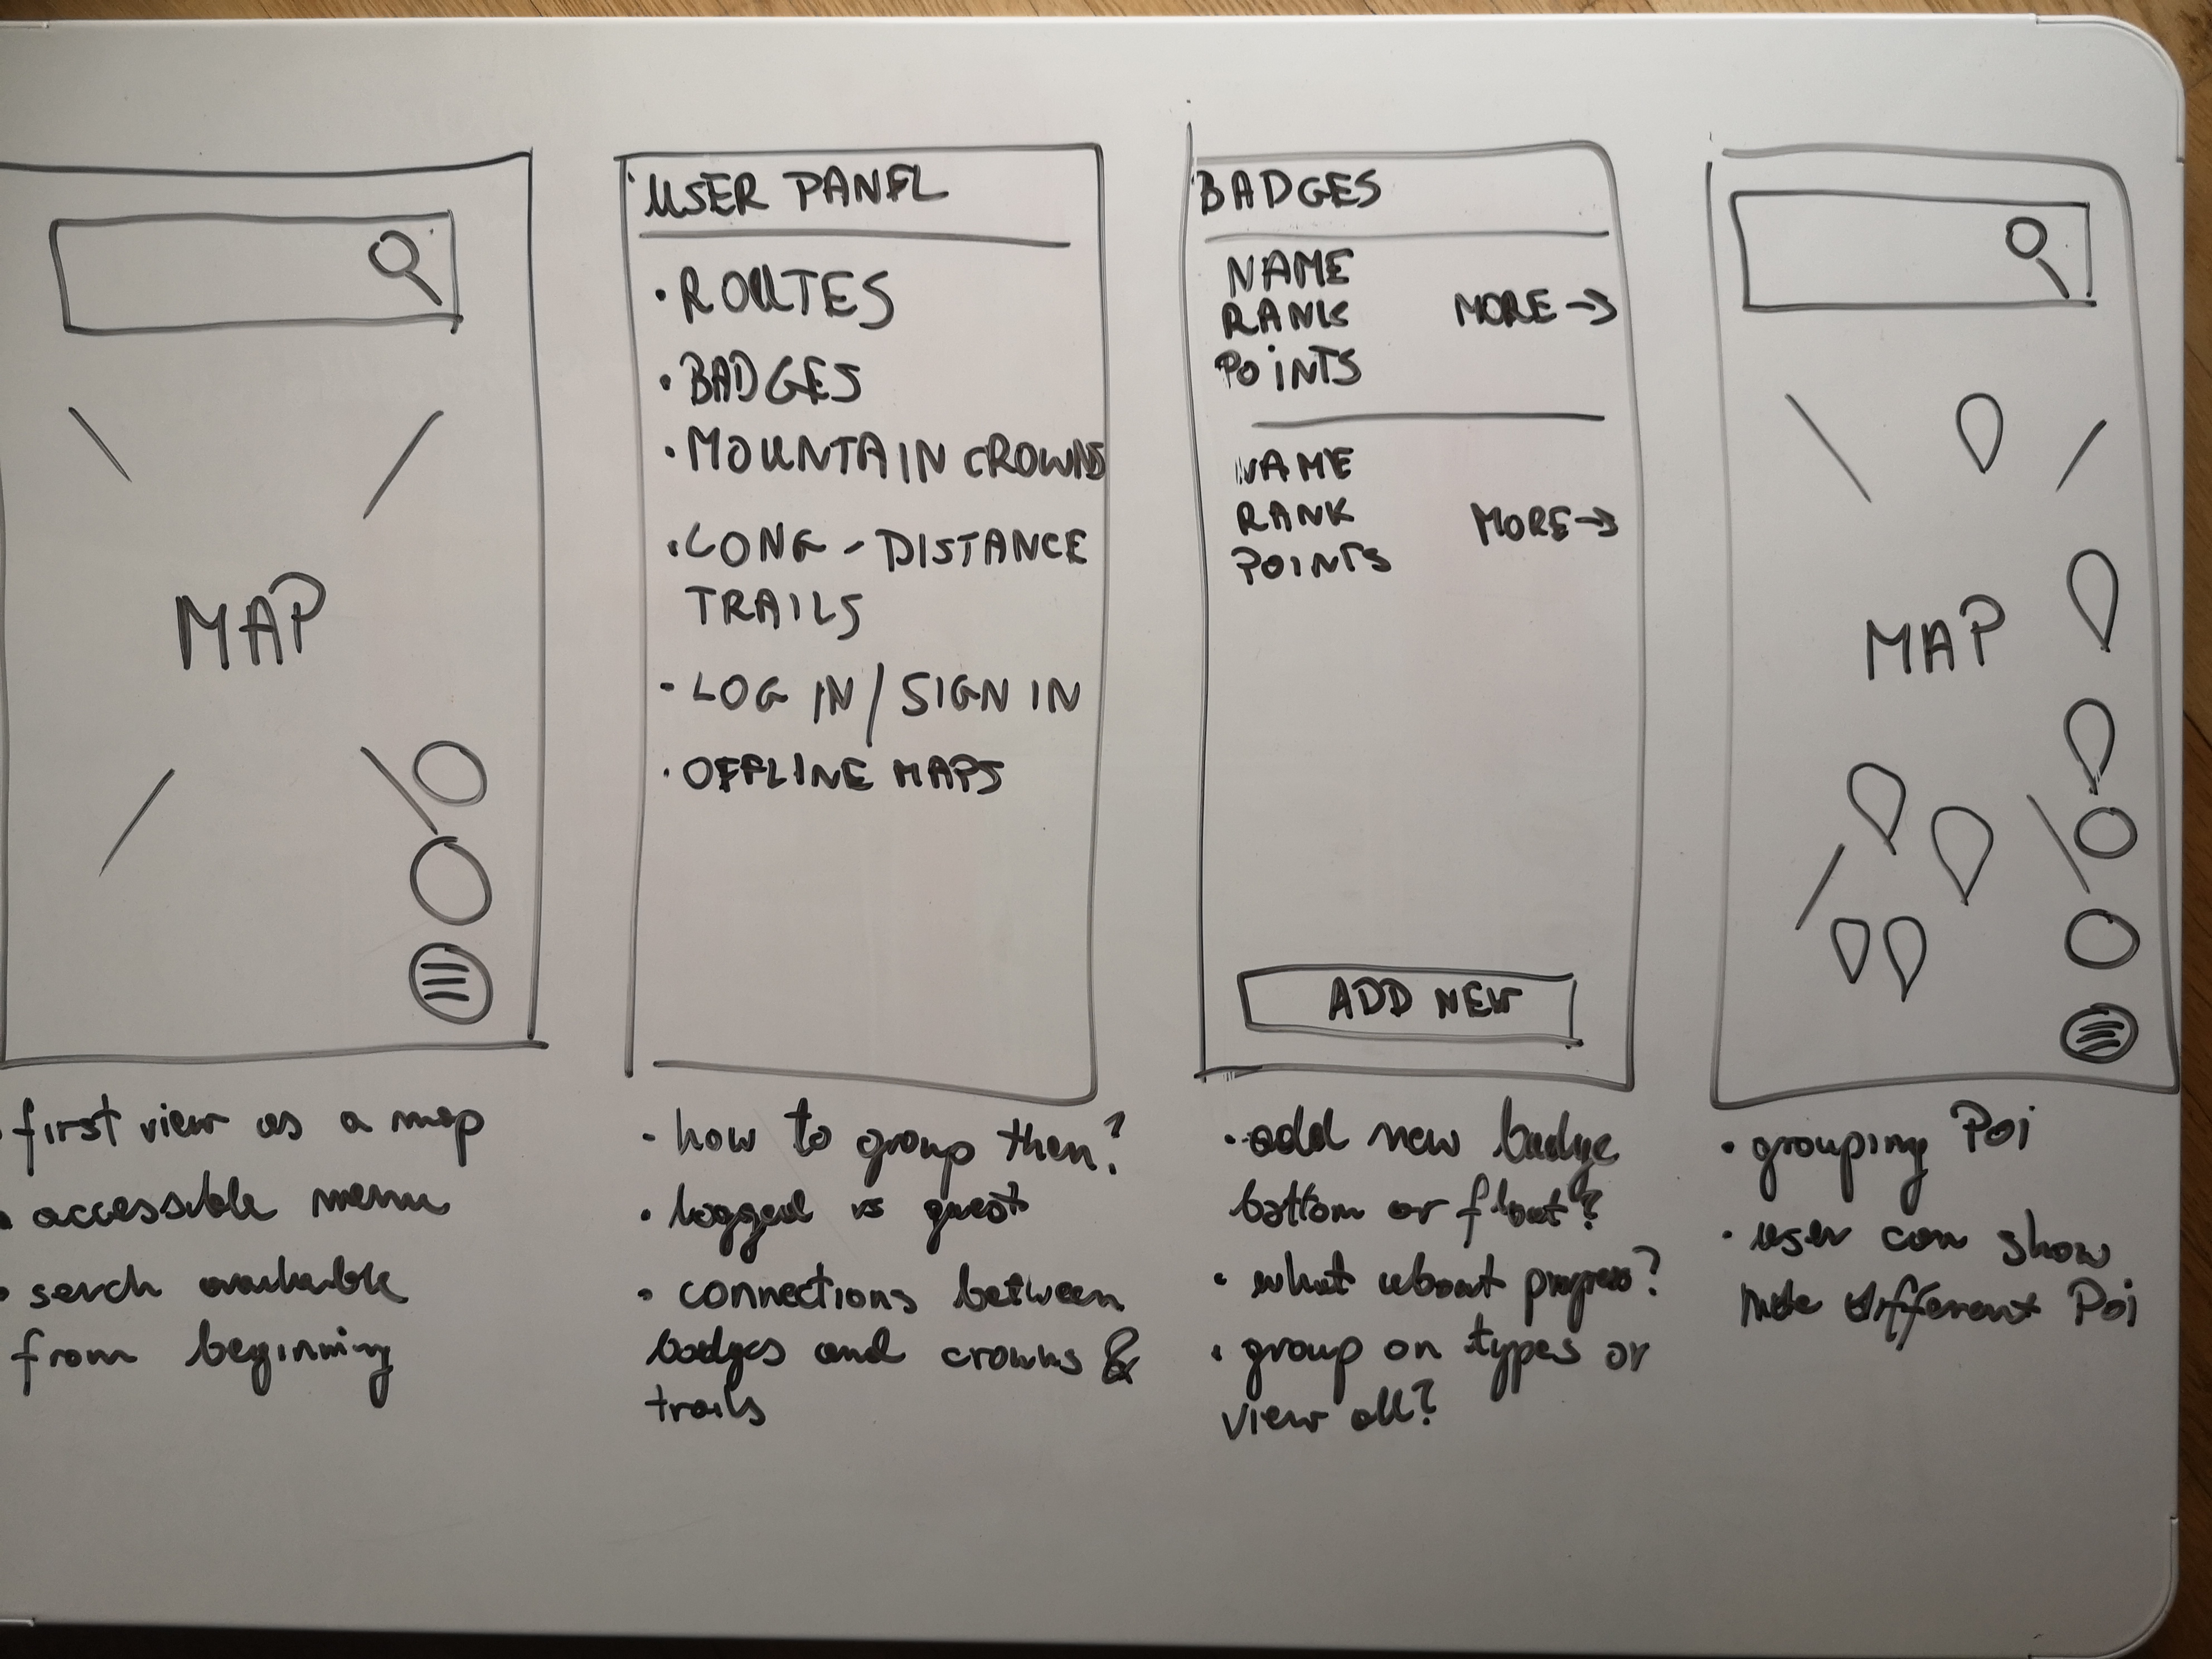 MAP
first view as a map
accessible menu
serch available
from beginning
USER PANEL
• ROUTES
• BADGES
• MOUNTAIN CROWNS
• LONG - DISTANCE
TRAILS
- LOG IN / SIGN IN
• OFFLINE MAPS
• how to group then?
• logged vs guest
• connections between
badges and crowns &
trails
BADGES
NAME
RANK
POINTS
MORE →
NAME
RANK
POINTS
MORE →
ADD NEW
• add new badge
bottom or float?
• what about progress?
• group on types or
view all?
MAP
• grouping Poi
• user can show
hide different Poi